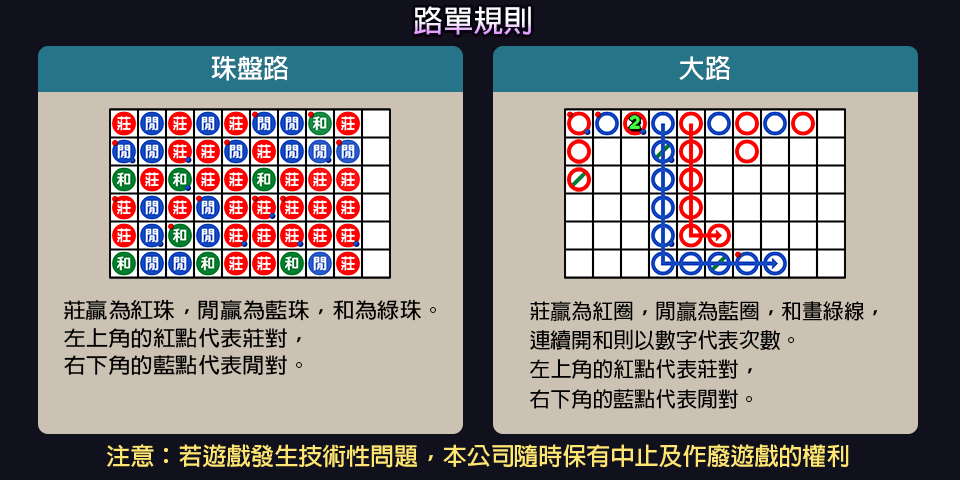 路單規則
珠盤路
莊 閒 莊 閒 莊 閒 閒 和 莊
閒 閒 莊 莊 閒 莊 閒 閒 閒
和 莊 和 莊 莊 和 莊 莊 莊
莊 閒 莊 閒 莊 莊 莊 莊 莊
莊 閒 和 閒 莊 莊 莊 莊 莊
和 閒 閒 和 莊 莊 和 閒 莊
莊贏為紅珠，閒贏為藍珠，和為綠珠。
左上角的紅點代表莊對，
右下角的藍點代表閒對。
大路
2
莊贏為紅圈，閒贏為藍圈，和畫綠線，
連續開和則以數字代表次數。
左上角的紅點代表莊對，
右下角的藍點代表閒對。
注意：若遊戲發生技術性問題，本公司隨時保有中止及作廢遊戲的權利